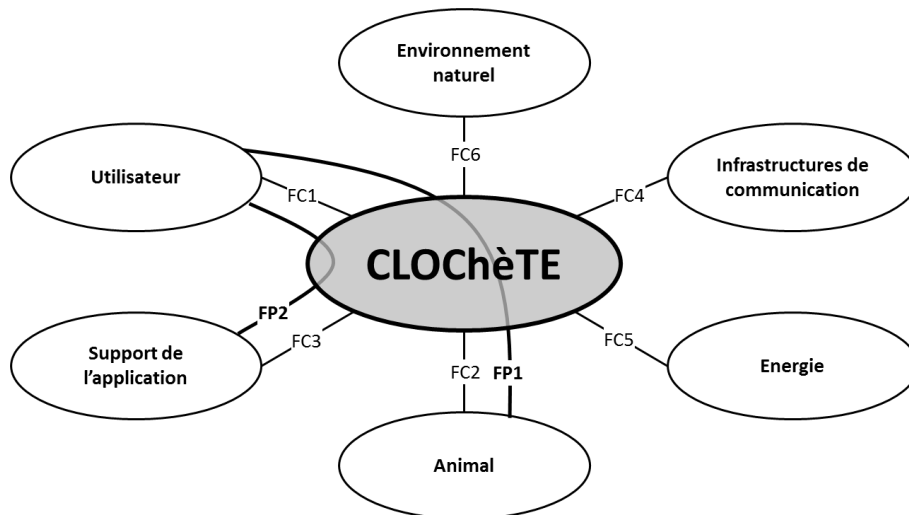 Environnement
naturel
FC6
Utilisateur
Infrastructures de
communication
FC1
FC4
CLOChèTE
FP2
FC3
FC5
Support de
l'application
FC2
FP1
Energie
Animal